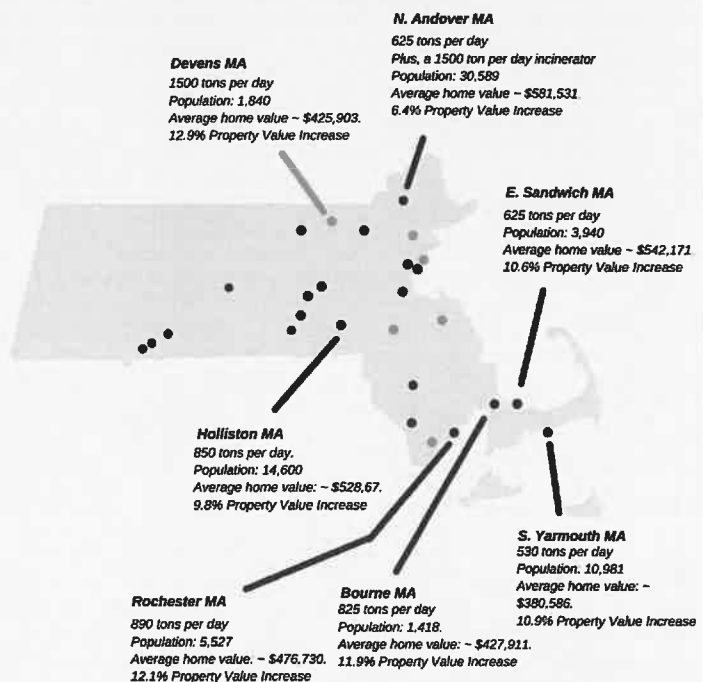 N. Andover MA
625 tons per day
Plus, a 1500 ton per day incinerator
Population: 30,589
Average home value ~ $581,531.
6.4% Property Value Increase
Devens MA
1500 tons per day
Population: 1,840
Average home value ~ $425,903.
12.9% Property Value Increase
E. Sandwich MA
625 tons per day
Population: 3,940
Average home value ~ $542,171
10.6% Property Value Increase
Holliston MA
850 tons per day.
Population: 14,600
Average home value: ~ $528,67.
9.8% Property Value Increase
S. Yarmouth MA
530 tons per day
Population: 10,981
Average home value: ~
$380,586.
10.9% Property Value Increase
Rochester MA
890 tons per day
Population: 5,527
Average home value. ~ $476.730.
12.1% Property Value Increase
Bourne MA
825 tons per day
Population: 1,418.
Average home value: ~ $427,911.
11.9% Property Value Increase